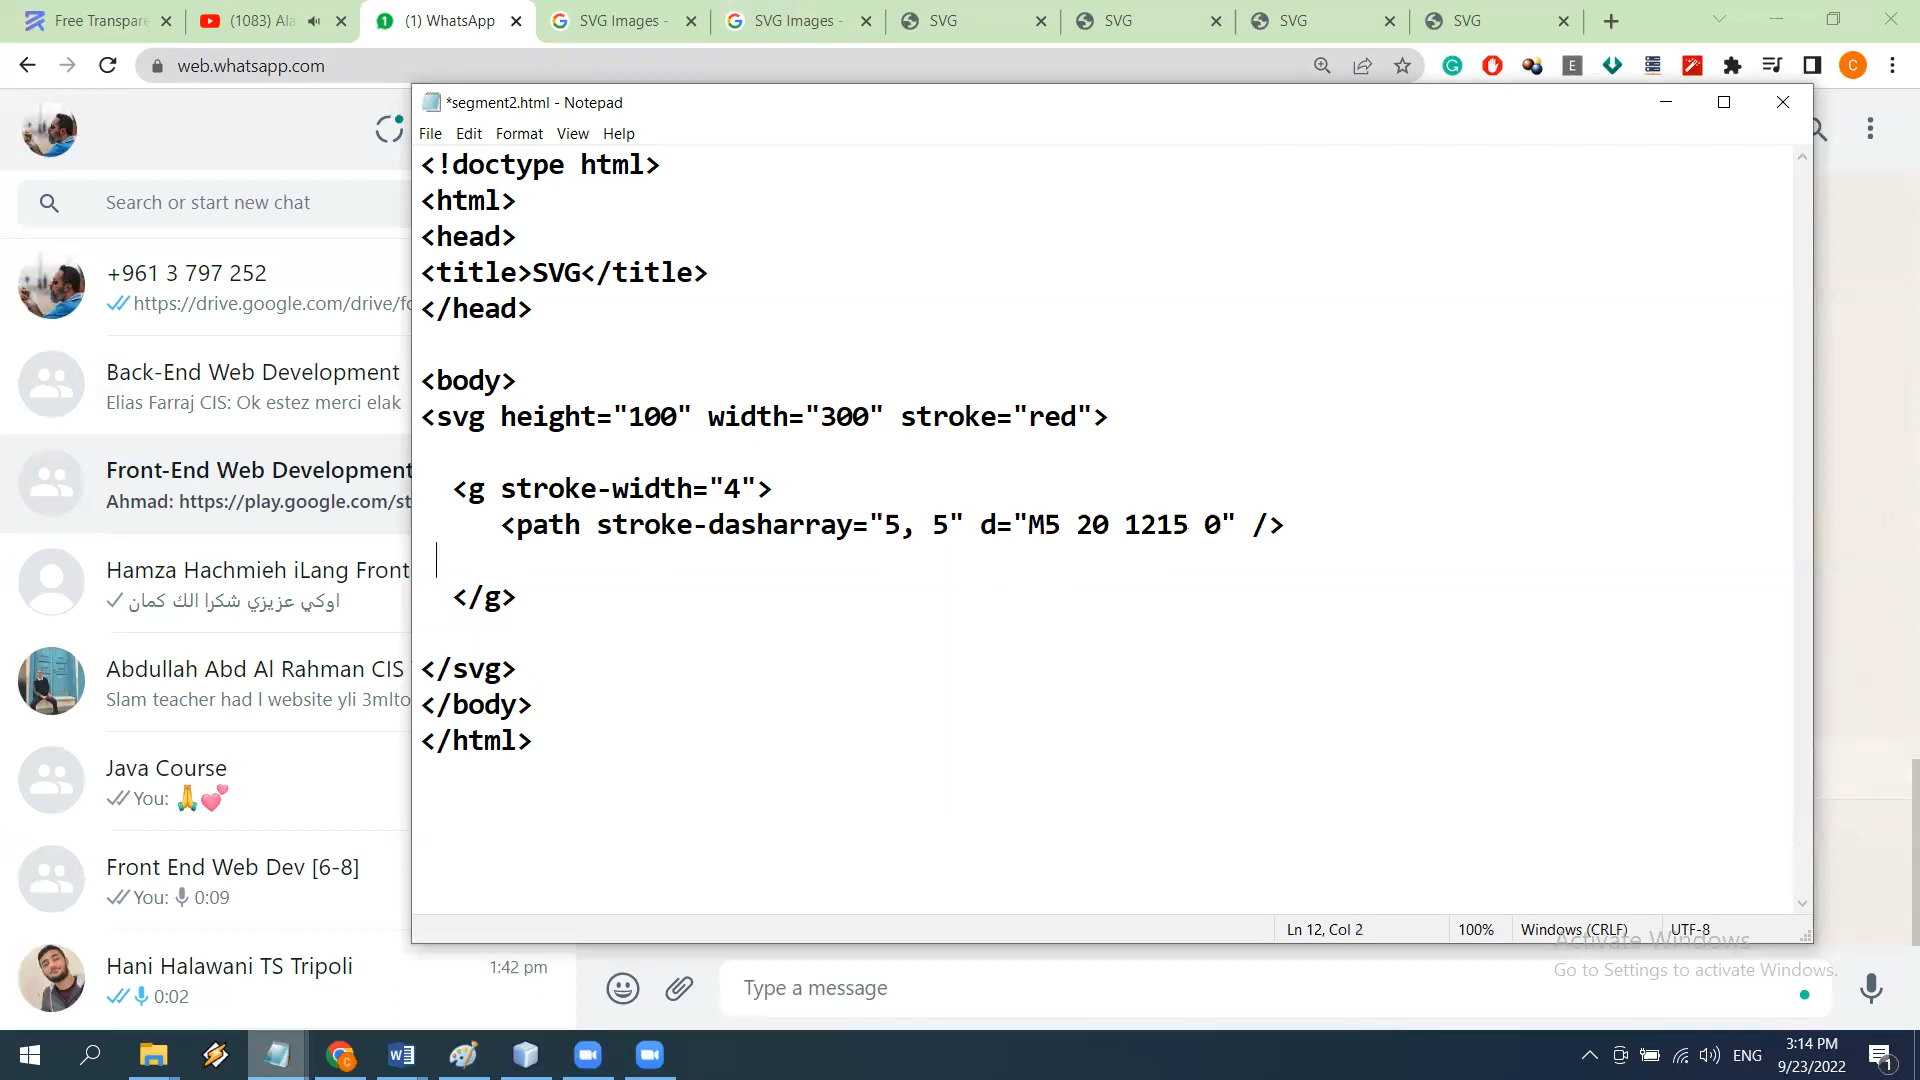 Free Transpare
(1083) Ala
(1) WhatsApp
SVG Images -
SVG Images -
SVG
SVG
SVG
SVG
web.whatsapp.com
*segment2.html - Notepad
File Edit Format View Help
<!doctype html>
<html>
<head>
<title>SVG</title>
</head>
<body>
<svg height="100" width="300" stroke="red">
<g stroke-width="4">
<path stroke-dasharray="5, 5" d="M5 20 1215 0" />
</g>
</svg>
</body>
</html>
Ln 12, Col 2
100%
Windows (CRLF)
UTF-8
Search or start new chat
+961 3 797 252
https://drive.google.com/drive/fo
Back-End Web Development
Elias Farraj CIS: Ok estez merci elak
Front-End Web Development
Ahmad: https://play.google.com/st
Hamza Hachmieh iLang Front
اوكي عزيزي شكرا الك كمان
Abdullah Abd Al Rahman CIS
Slam teacher had l website yli 3mlto
Java Course
You: 🙏💕
Front End Web Dev [6-8]
You: 0:09
Hani Halawani TS Tripoli
1:42 pm
0:02
Type a message
Activate Windows
Go to Settings to activate Windows.
ENG
3:14 PM
9/23/2022
1